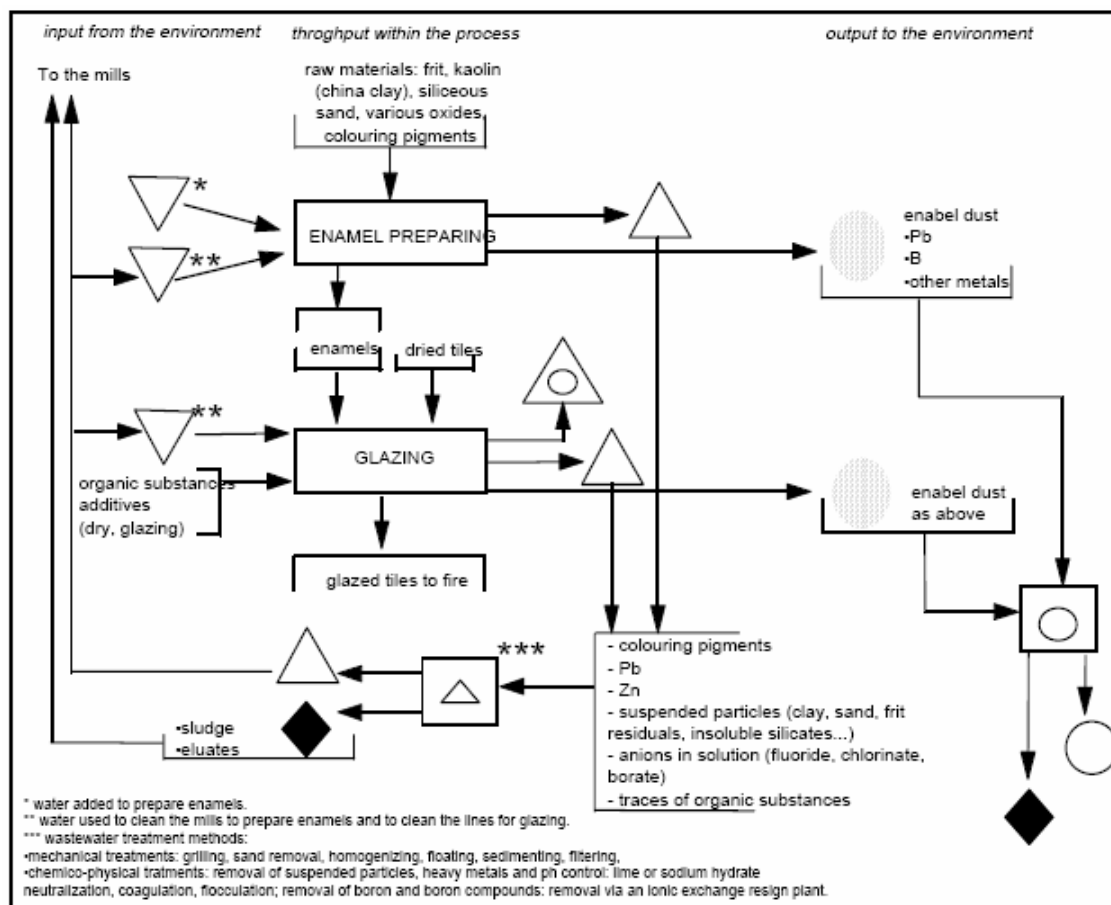 input from the environment
throghput within the process
output to the environment
To the mills
raw materials: frit, kaolin
(china clay), siliceous
sand, various oxides,
colouring pigments
*
ENAMEL PREPARING
**
enabel dust
•Pb
•B
•other metals
enamels
dried tiles
**
GLAZING
organic substances
additives
(dry, glazing)
enabel dust
as above
glazed tiles to fire
***
- colouring pigments
- Pb
- Zn
- suspended particles (clay, sand, frit
residuals, insoluble silicates...)
- anions in solution (fluoride, chlorinate,
borate)
- traces of organic substances
•sludge
•eluates
* water added to prepare enamels.
** water used to clean the mills to prepare enamels and to clean the lines for glazing.
*** wastewater treatment methods:
•mechanical treatments: grilling, sand removal, homogenizing, floating, sedimenting, filtering,
•chemico-physical tratments: removal of suspended particles, heavy metals and ph control: lime or sodium hydrate
neutralization, coagulation, flocculation; removal of boron and boron compounds: removal via an ionic exchange resign plant.